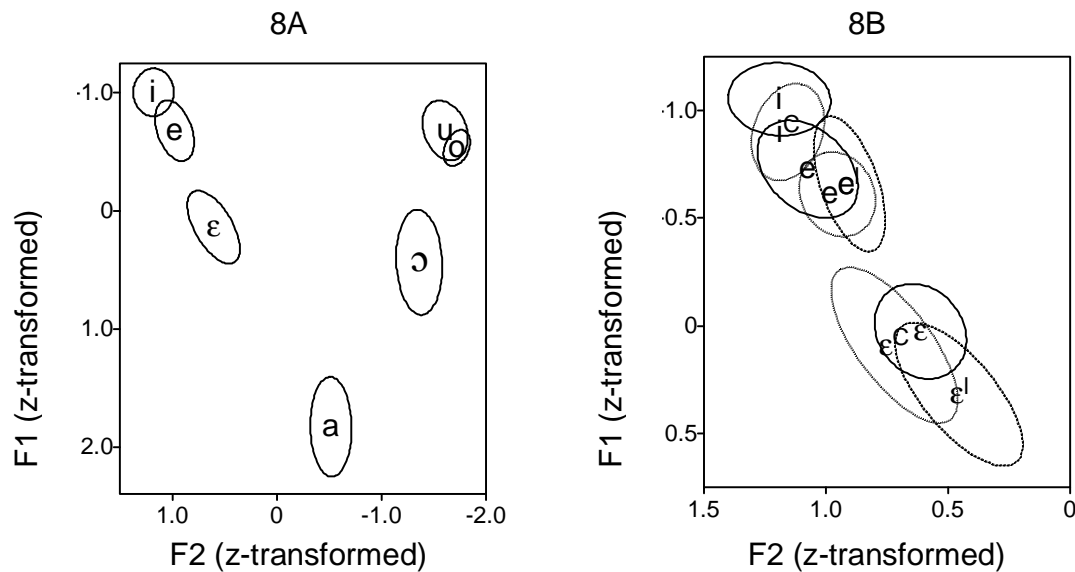 8A
i
e
ε
u
o
ɔ
a
-1.0
0
1.0
2.0
1.0
0
-1.0
-2.0
F1 (z-transformed)
F2 (z-transformed)
8B
i
iC
e
e
el
εC
ε
εl
-1.0
-0.5
0
0.5
1.5
1.0
0.5
0
F1 (z-transformed)
F2 (z-transformed)